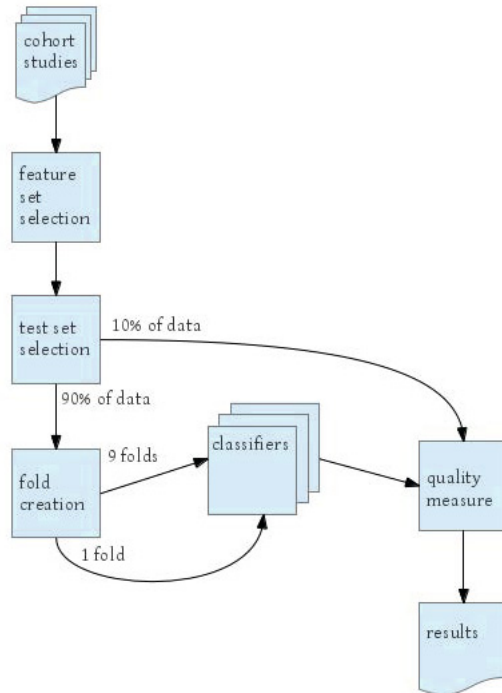 cohort
studies
feature
set
selection
test set
selection
10% of data
90% of data
fold
creation
9 folds
1 fold
classifiers
quality
measure
results